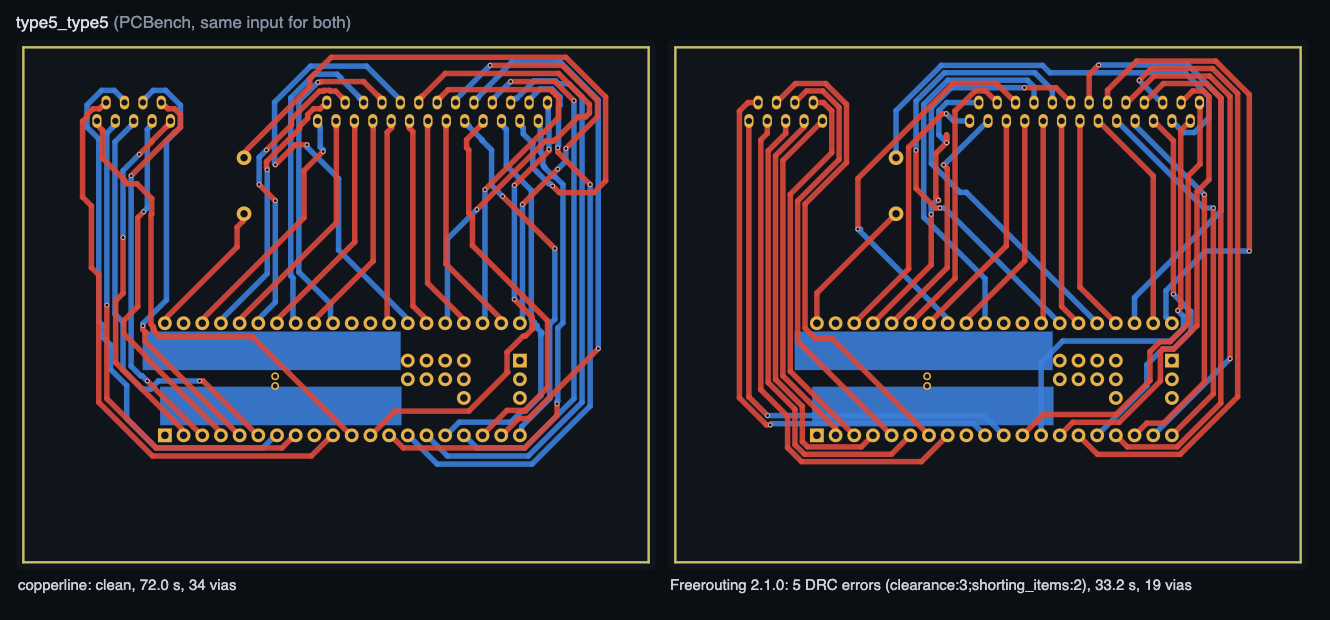 type5_type5 (PCBench, same input for both)
copperline: clean, 72.0 s, 34 vias
Freerouting 2.1.0: 5 DRC errors (clearance:3;shorting_items:2), 33.2 s, 19 vias